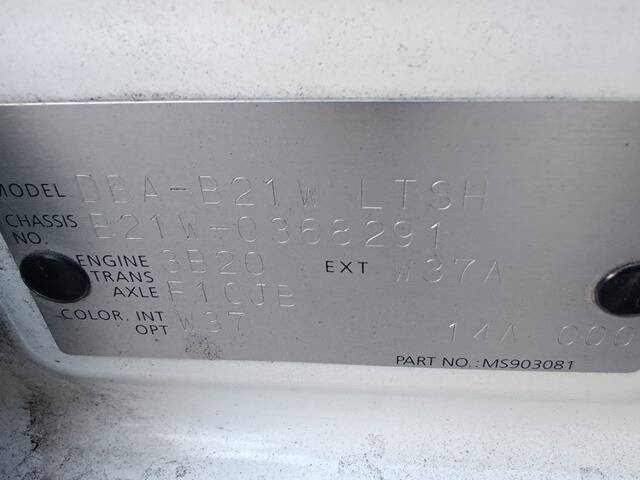 MODEL DBA-B21W LTSH
CHASSIS NO. B21W-0368291
ENGINE 3B20 EXT W37A
TRANS AXLE F1CJB
COLOR. INT OPT W37
14A 000
PART NO.: MS903081